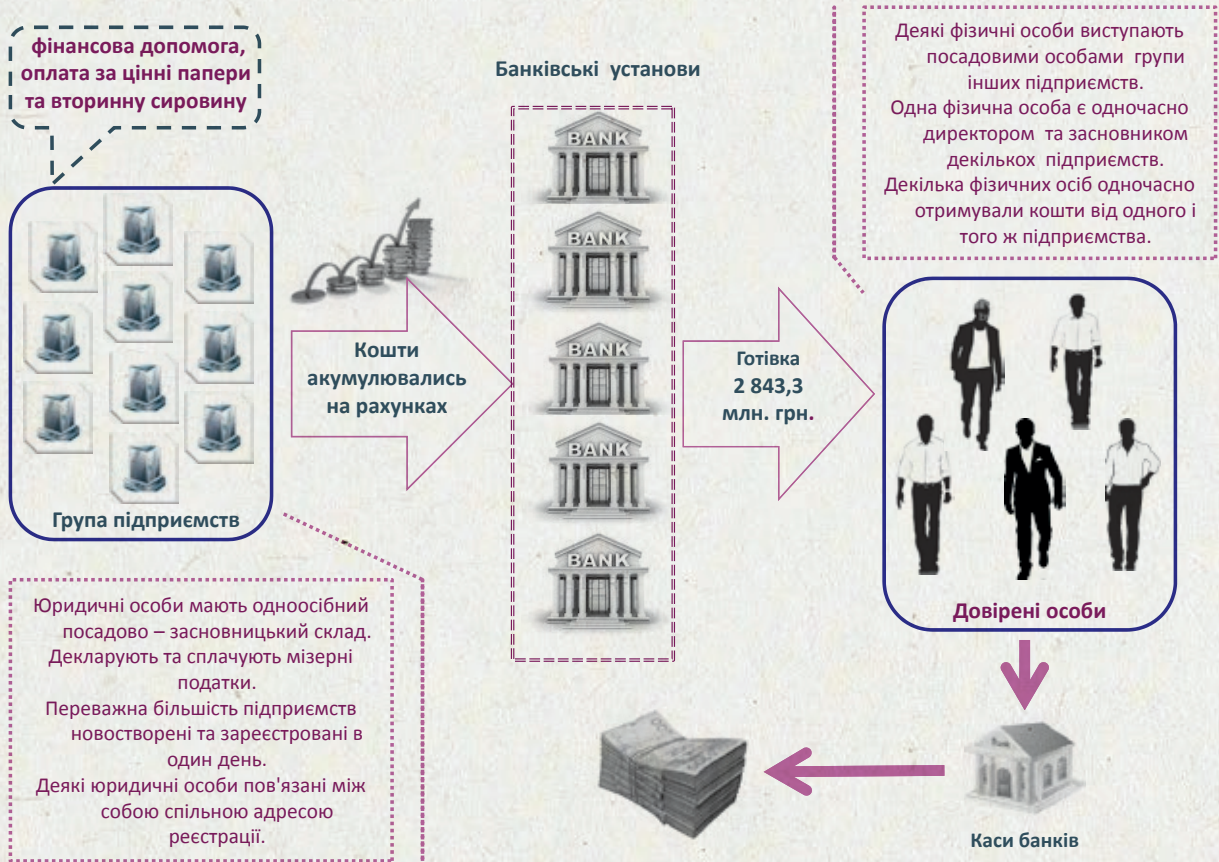 фінансова допомога,
оплата за цінні папери
та вторинну сировину
Банківські установи
Деякі фізичні особи виступають
посадовими особами групи
інших підприємств.
Одна фізична особа є одночасно
директором та засновником
декількох підприємств.
Декілька фізичних осіб одночасно
отримували кошти від одного і
того ж підприємства.
BANK
BANK
BANK
BANK
BANK
Кошти
акумулювались
на рахунках
Готівка
2 843,3
млн. грн.
Група підприємств
Довірені особи
Юридичні особи мають одноосібний
посадово – засновницький склад.
Декларують та сплачують мізерні
податки.
Переважна більшість підприємств
новостворені та зареєстровані в
один день.
Деякі юридичні особи пов'язані між
собою спільною адресою
реєстрації.
Каси банків